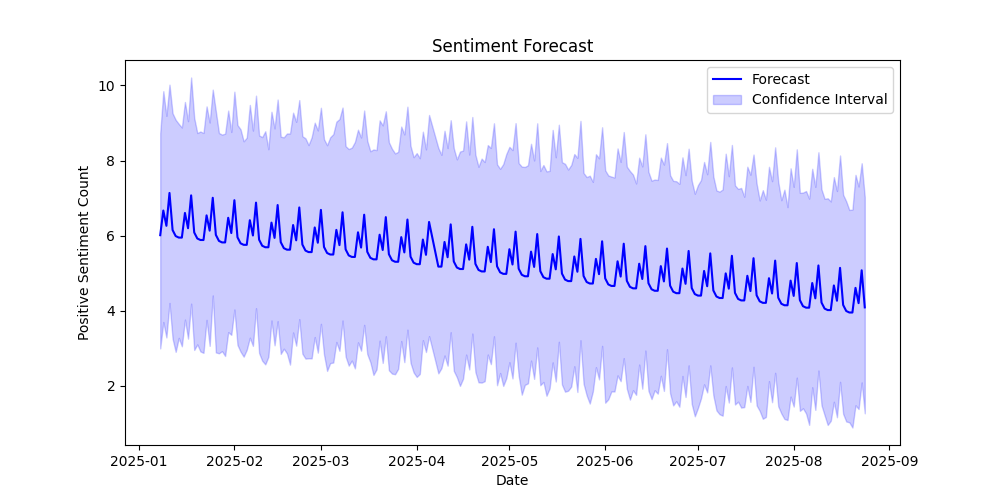 Sentiment Forecast
Forecast
Confidence Interval
Positive Sentiment Count
10
8
6
4
2
2025-01 2025-02 2025-03 2025-04 2025-05 2025-06 2025-07 2025-08 2025-09
Date